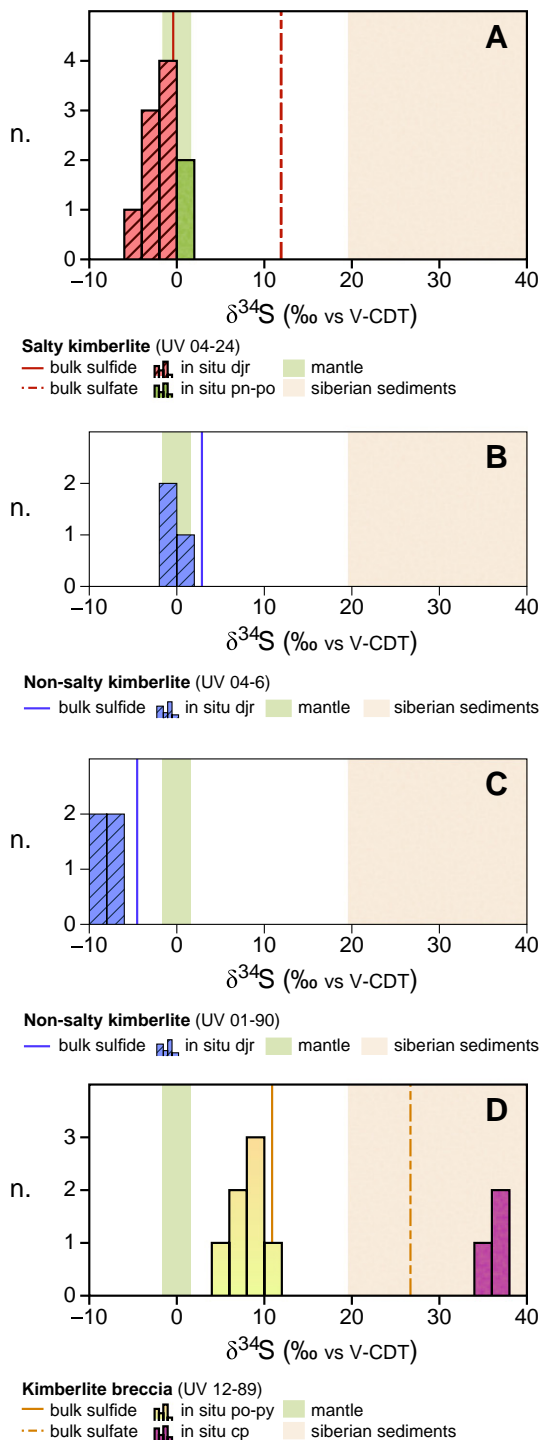 A
4
3
n.
2
1
0
–10 0 10 20 30 40
δ34S (‰ vs V-CDT)
Salty kimberlite (UV 04-24)
bulk sulfide in situ djr mantle
bulk sulfate in situ pn-po siberian sediments
B
2
n.
1
0
–10 0 10 20 30 40
δ34S (‰ vs V-CDT)
Non-salty kimberlite (UV 04-6)
bulk sulfide in situ djr mantle siberian sediments
C
2
n.
1
0
–10 0 10 20 30 40
δ34S (‰ vs V-CDT)
Non-salty kimberlite (UV 01-90)
bulk sulfide in situ djr mantle siberian sediments
D
3
2
n.
1
0
–10 0 10 20 30 40
δ34S (‰ vs V-CDT)
Kimberlite breccia (UV 12-89)
bulk sulfide in situ po-py mantle
bulk sulfate in situ cp siberian sediments